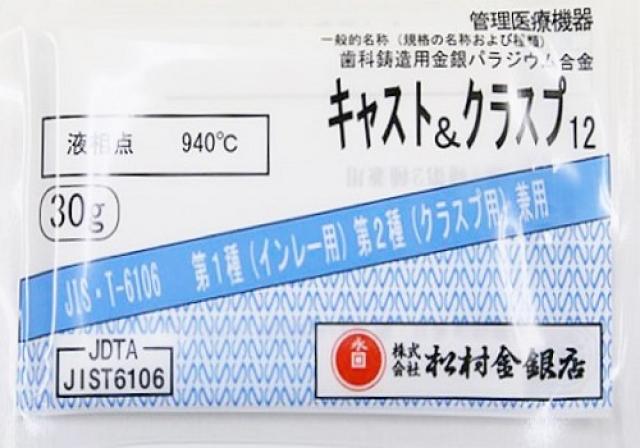 管理医療機器
一般的名称（規格の名称および種類）
歯科鋳造用金銀パラジウム合金
キャスト&クラスプ12
液相点 940℃
30g
JIS・T-6106 第1種（インレー用）第2種（クラスプ用）兼用
JDTA
JIST6106
株式会社 松村金銀店